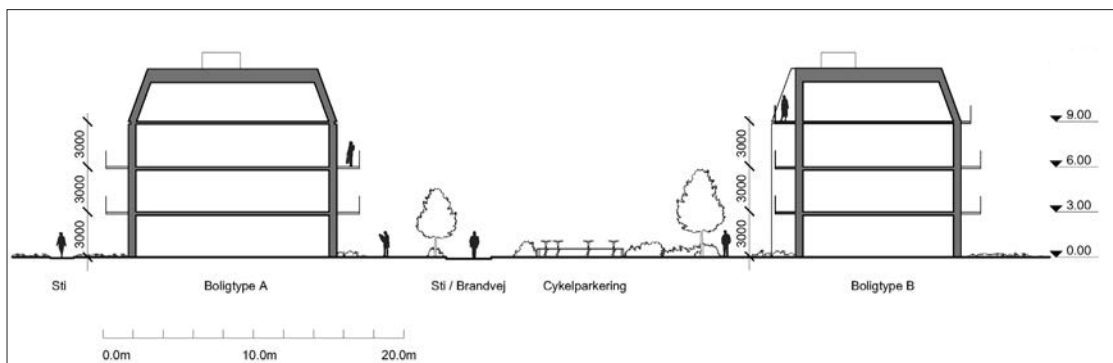 9.00
3000
3000
6.00
3000
3000
3.00
3000
3000
0.00
Sti
Boligtype A
Sti / Brandvej
Cykelparkering
Boligtype B
0.0m
10.0m
20.0m